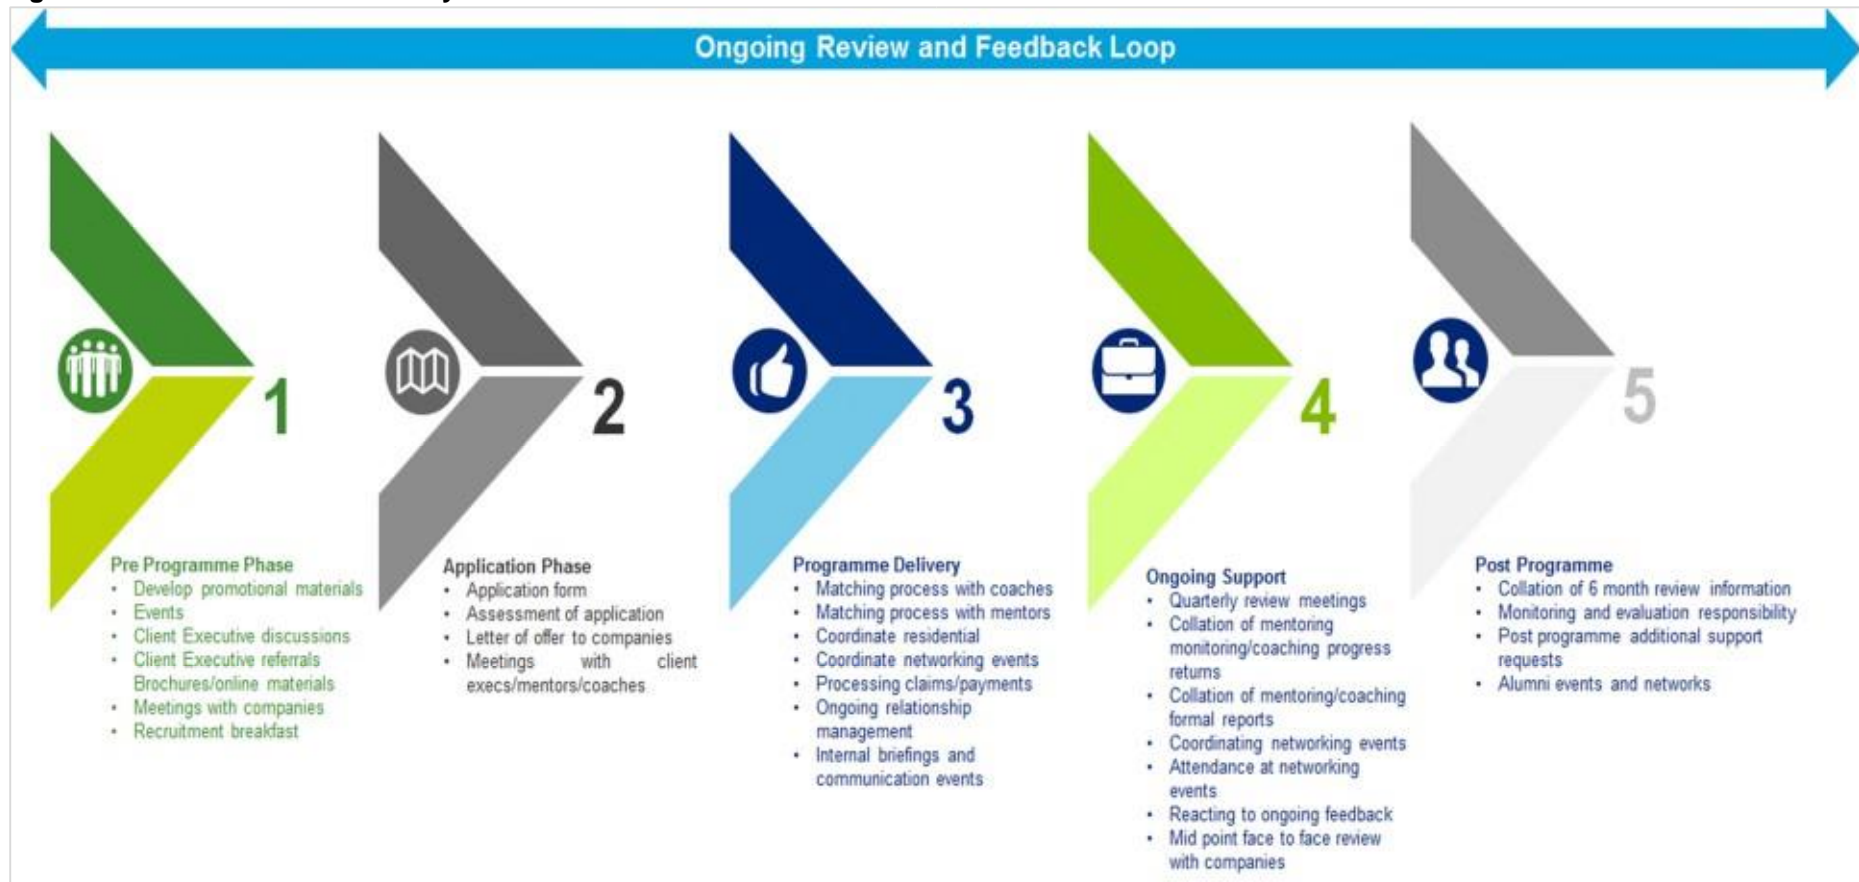 Ongoing Review and Feedback Loop
1
2
3
4
5
Pre Programme Phase
• Develop promotional materials
• Events
• Client Executive discussions
• Client Executive referrals
Brochures/online materials
• Meetings with companies
• Recruitment breakfast
Application Phase
• Application form
• Assessment of application
• Letter of offer to companies
• Meetings with client
execs/mentors/coaches
Programme Delivery
• Matching process with coaches
• Matching process with mentors
• Coordinate residential
• Coordinate networking events
• Processing claims/payments
• Ongoing relationship
management
• Internal briefings and
communication events
Ongoing Support
• Quarterly review meetings
• Collation of mentoring
monitoring/coaching progress
returns
• Collation of mentoring/coaching
formal reports
• Coordinating networking events
• Attendance at networking
events
• Reacting to ongoing feedback
• Mid point face to face review
with companies
Post Programme
• Collation of 6 month review information
• Monitoring and evaluation responsibility
• Post programme additional support
requests
• Alumni events and networks